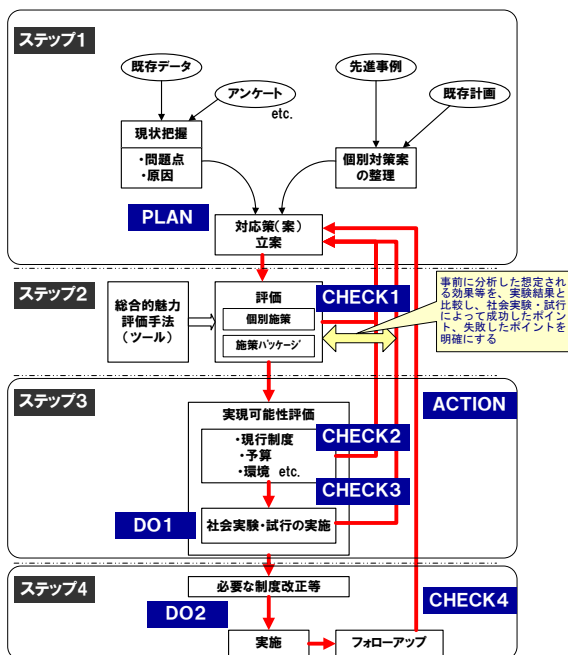 ステップ1
既存データ
先進事例
アンケート
etc.
既存計画
現状把握
・問題点
・原因
個別対策案
の整理
PLAN
対応策(案)
立案
ステップ2
総合的魅力
評価手法
(ツール)
評価
個別施策
施策パッケージ
CHECK1
事前に分析した想定され
る効果等を、実験結果と
比較し、社会実験・試行
によって成功したポイン
ト、失敗したポイントを
明確にする
ステップ3
ACTION
実現可能性評価
・現行制度
・予算
・環境 etc.
CHECK2
CHECK3
DO1
社会実験・試行の実施
ステップ4
必要な制度改正等
DO2
CHECK4
実施
フォローアップ